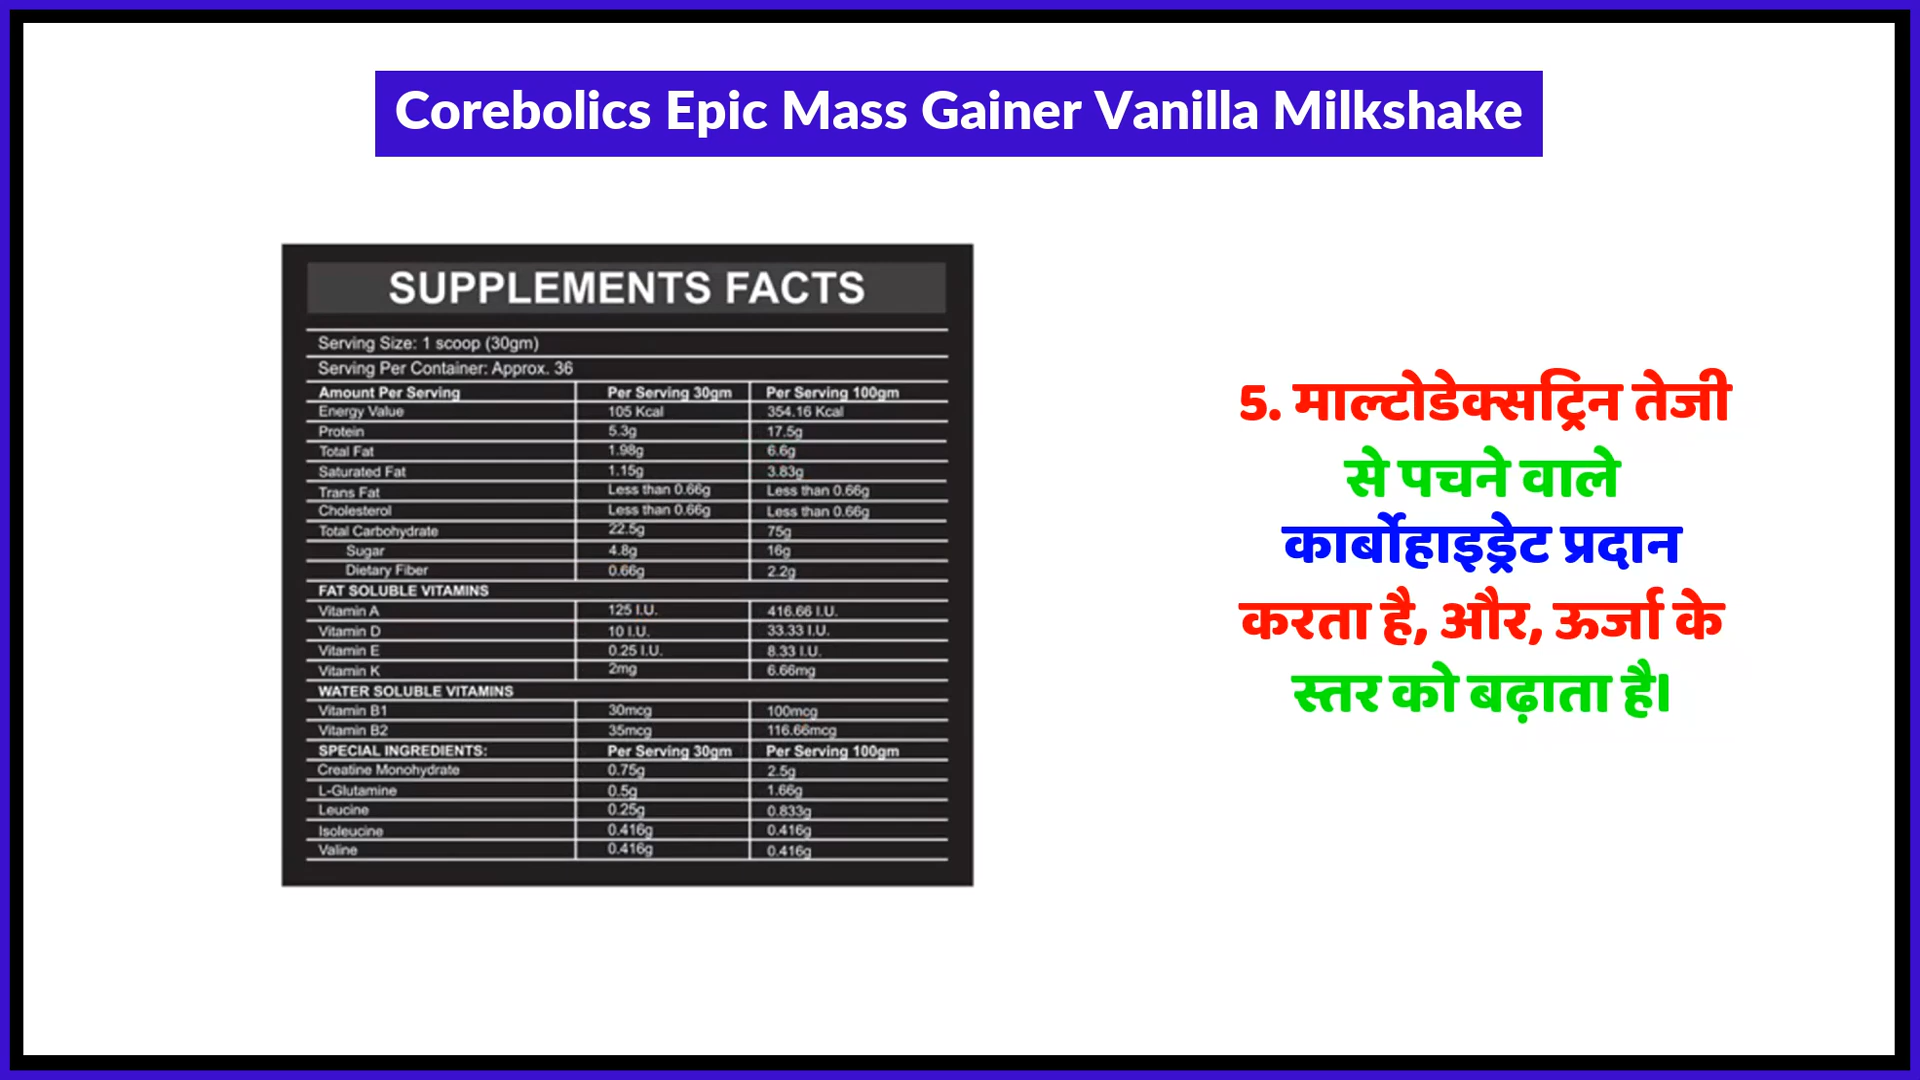 Corebolics Epic Mass Gainer Vanilla Milkshake
SUPPLEMENTS FACTS
Serving Size: 1 scoop (30gm)
Serving Per Container: Approx. 36
Amount Per Serving Per Serving 30gm Per Serving 100gm
Energy Value 105 Kcal 354.16 Kcal
Protein 5.3g 17.5g
Total Fat 1.98g 6.6g
Saturated Fat 1.15g 3.83g
Trans Fat Less than 0.66g Less than 0.66g
Cholesterol Less than 0.66g Less than 0.66g
Total Carbohydrate 22.5g 75g
Sugar 4.8g 16g
Dietary Fiber 0.66g 2.2g
FAT SOLUBLE VITAMINS
Vitamin A 125 I.U. 416.66 I.U.
Vitamin D 10 I.U. 33.33 I.U.
Vitamin E 0.25 I.U. 8.33 I.U.
Vitamin K 2mg 6.66mg
WATER SOLUBLE VITAMINS
Vitamin B1 30mcg 100mcg
Vitamin B2 35mcg 116.66mcg
SPECIAL INGREDIENTS: Per Serving 30gm Per Serving 100gm
Creatine Monohydrate 0.75g 2.5g
L-Glutamine 0.5g 1.66g
Leucine 0.25g 0.833g
Isoleucine 0.416g 0.416g
Valine 0.416g 0.416g
5. माल्टोडेक्सट्रिन तेजी
से पचने वाले
कार्बोहाइड्रेट प्रदान
करता है, और, ऊर्जा के
स्तर को बढ़ाता है।